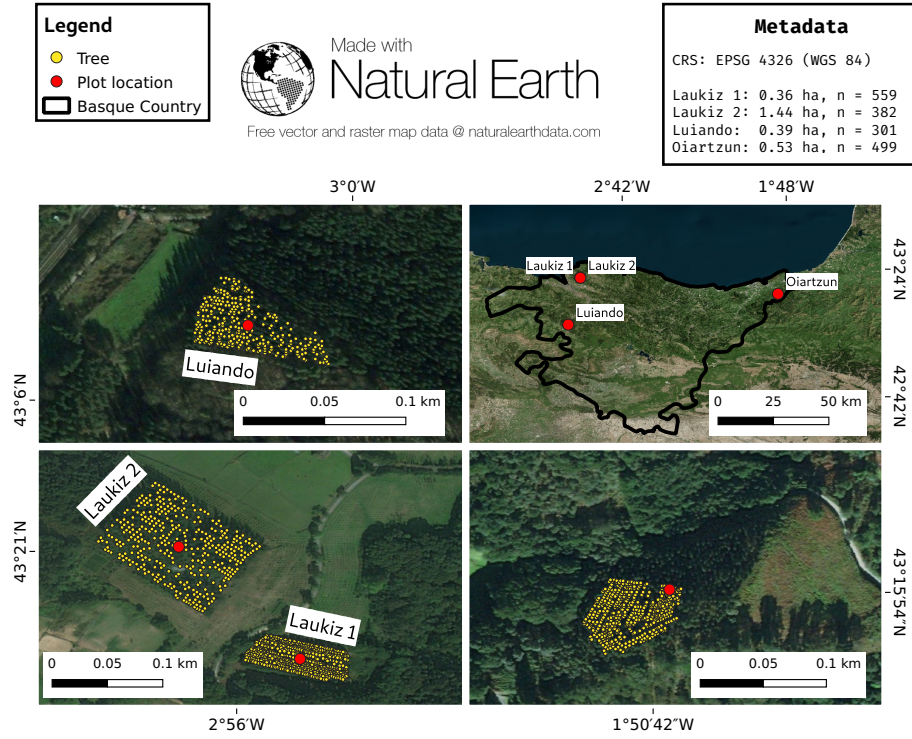 Legend
Tree
Plot location
Basque Country
Made with
Natural Earth
Free vector and raster map data @ naturalearthdata.com
Metadata
CRS: EPSG 4326 (WGS 84)
Laukiz 1: 0.36 ha, n = 559
Laukiz 2: 1.44 ha, n = 382
Luiando: 0.39 ha, n = 301
Oiartzun: 0.53 ha, n = 499
3°0′W
2°42′W
1°48′W
43°6′N
Luiando
0 0.05 0.1 km
Laukiz 1
Laukiz 2
Oiartzun
Luiando
0 25 50 km
43°24′N
42°42′N
43°21′N
Laukiz 2
Laukiz 1
0 0.05 0.1 km
0 0.05 0.1 km
43°15′54″N
2°56′W
1°50′42″W